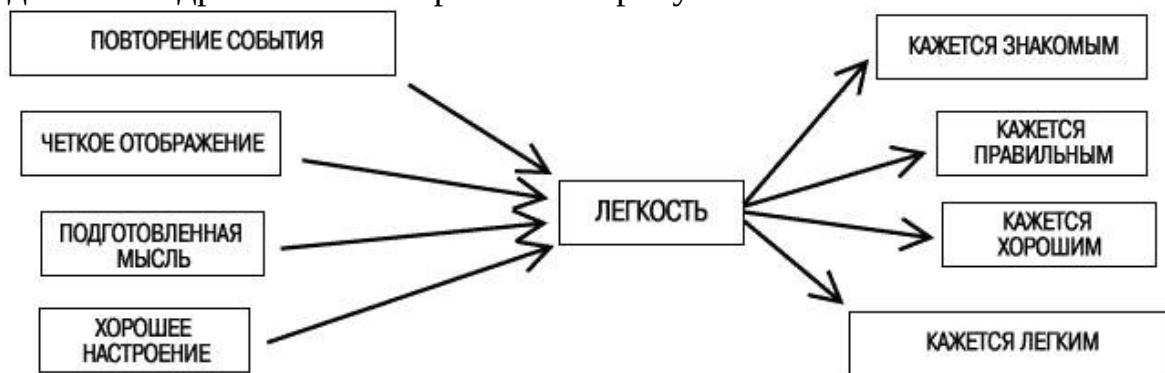 ПОВТОРЕНИЕ СОБЫТИЯ
ЧЕТКОЕ ОТОБРАЖЕНИЕ
ПОДГОТОВЛЕННАЯ
МЫСЛЬ
ХОРОШЕЕ
НАСТРОЕНИЕ
ЛЕГКОСТЬ
КАЖЕТСЯ ЗНАКОМЫМ
КАЖЕТСЯ
ПРАВИЛЬНЫМ
КАЖЕТСЯ
ХОРОШИМ
КАЖЕТСЯ ЛЕГКИМ